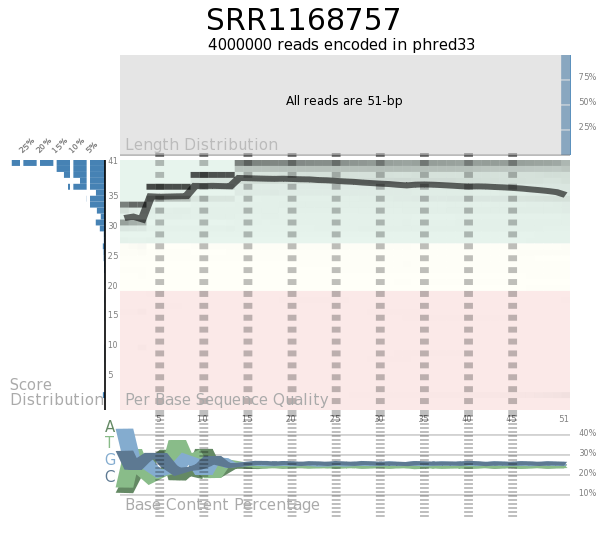 SRR1168757
4000000 reads encoded in phred33
All reads are 51-bp
75%
50%
25%
Length Distribution
25% 20% 15% 10% 5%
41
35
30
25
20
15
10
5
Score
Distribution
Per Base Sequence Quality
5 10 15 20 25 30 35 40 45 51
A
T
G
C
40%
30%
20%
10%
Base Content Percentage